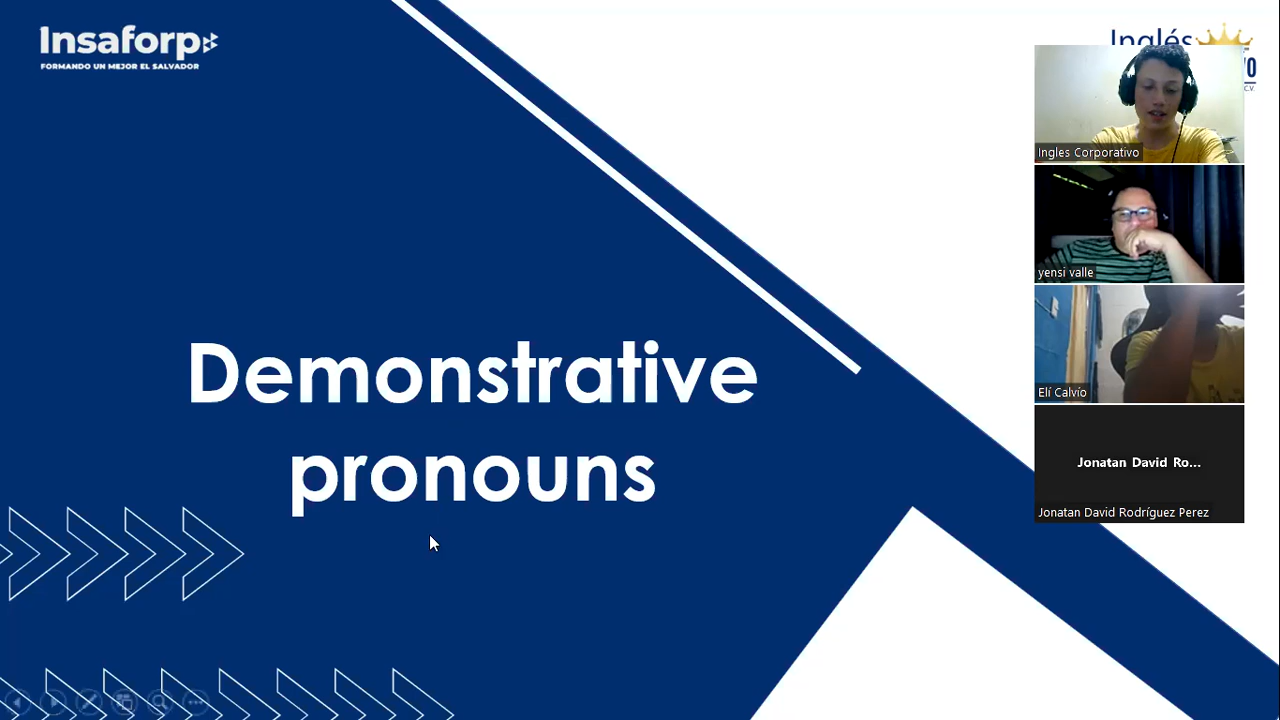 Insaforp
FORMANDO UN MEJOR EL SALVADOR
Inglés
C.V.
Ingles Corporativo
yensi valle
Elí Calvío
Jonatan David Ro...
Jonatan David Rodríguez Perez
Demonstrative
pronouns